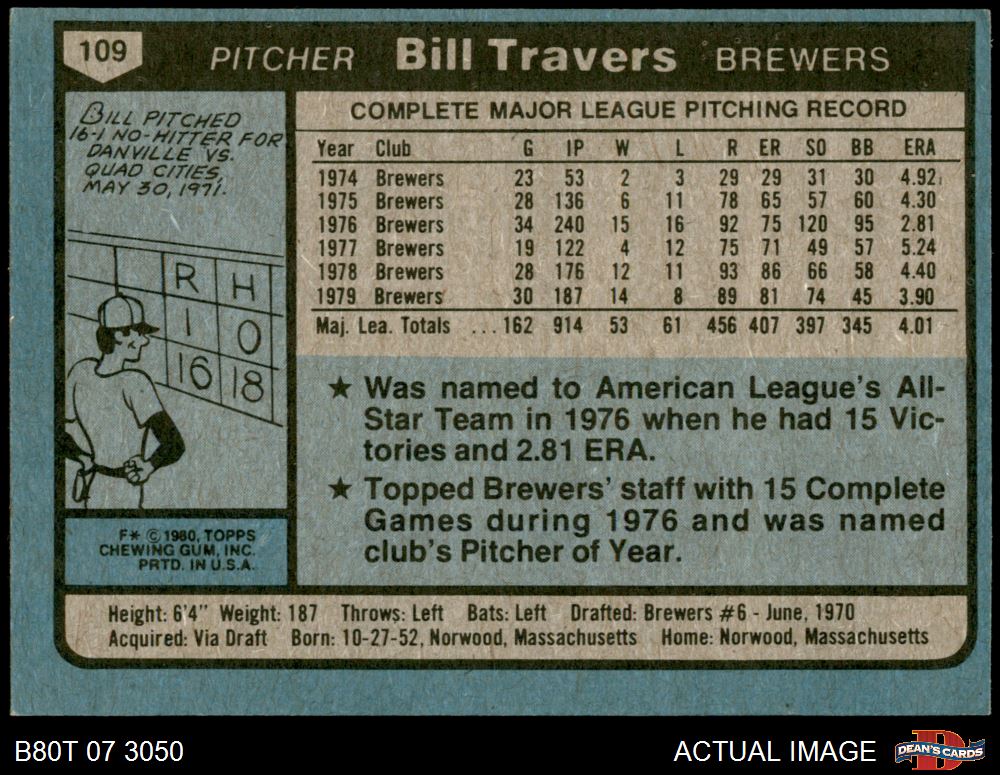 109 PITCHER Bill Travers BREWERS
BILL PITCHED
16-1 NO-HITTER FOR
DANVILLE VS.
QUAD CITIES,
MAY 30, 1971.
R H
1 0
16 18
F* © 1980, TOPPS
CHEWING GUM, INC.
PRTD. IN U.S.A.
COMPLETE MAJOR LEAGUE PITCHING RECORD
Year Club G IP W L R ER SO BB ERA
1974 Brewers 23 53 2 3 29 29 31 30 4.92
1975 Brewers 28 136 6 11 78 65 57 60 4.30
1976 Brewers 34 240 15 16 92 75 120 95 2.81
1977 Brewers 19 122 4 12 75 71 49 57 5.24
1978 Brewers 28 176 12 11 93 86 66 58 4.40
1979 Brewers 30 187 14 8 89 81 74 45 3.90
Maj. Lea. Totals ...162 914 53 61 456 407 397 345 4.01
★ Was named to American League's All-
Star Team in 1976 when he had 15 Vic-
tories and 2.81 ERA.
★ Topped Brewers' staff with 15 Complete
Games during 1976 and was named
club's Pitcher of Year.
Height: 6'4" Weight: 187 Throws: Left Bats: Left Drafted: Brewers #6 - June, 1970
Acquired: Via Draft Born: 10-27-52, Norwood, Massachusetts Home: Norwood, Massachusetts
B80T 07 3050 ACTUAL IMAGE D DEAN'S CARDS